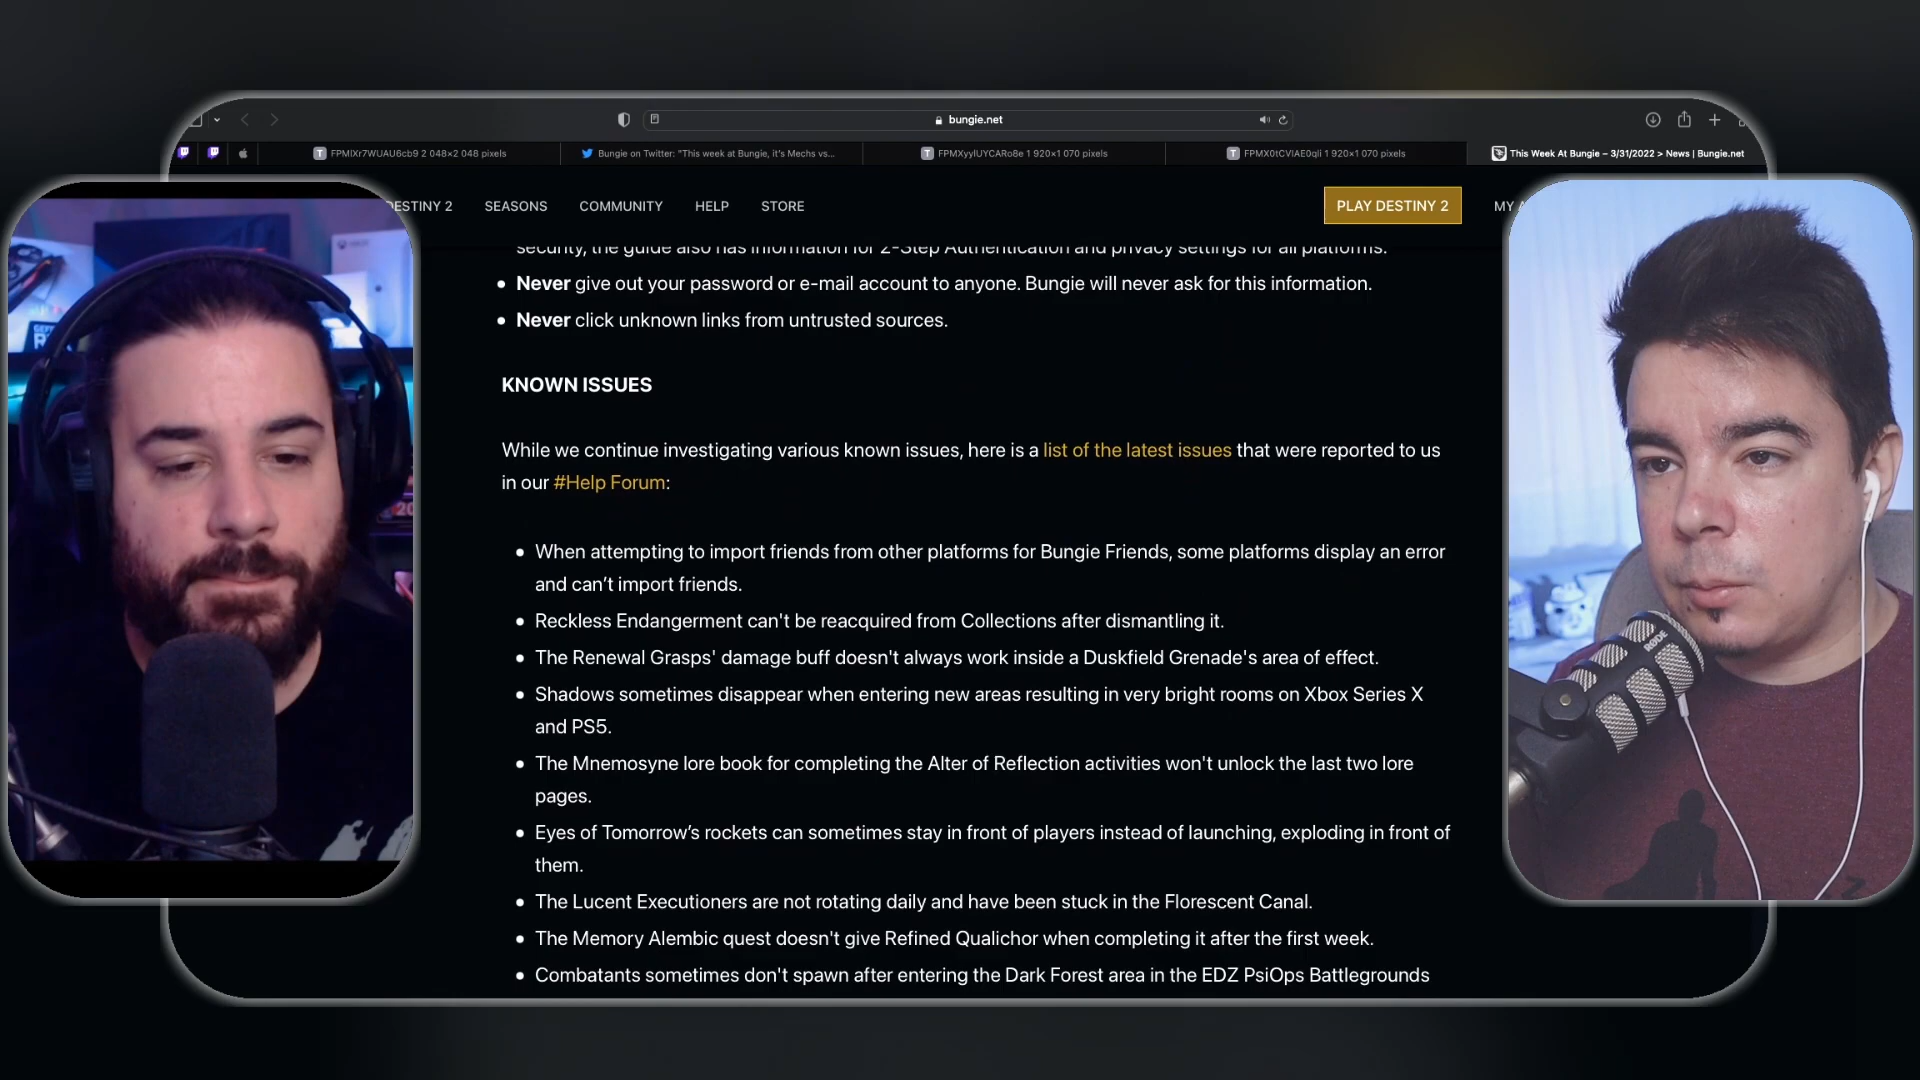 bungie.net
FPMIXr7WUAU6cb9 2 048×2 048 pixels
Bungie on Twitter: "This week at Bungie, it's Mechs vs...
FPMXyyIUYCARo8e 1 920×1 070 pixels
FPMX0tCVIAE0qli 1 920×1 070 pixels
This Week At Bungie – 3/31/2022 > News | Bungie.net
DESTINY 2
SEASONS
COMMUNITY
HELP
STORE
PLAY DESTINY 2
MY
security, the guide also has information for 2-Step Authentication and privacy settings for all platforms.
Never give out your password or e-mail account to anyone. Bungie will never ask for this information.
Never click unknown links from untrusted sources.
KNOWN ISSUES
While we continue investigating various known issues, here is a list of the latest issues that were reported to us
in our #Help Forum:
When attempting to import friends from other platforms for Bungie Friends, some platforms display an error
and can’t import friends.
Reckless Endangerment can't be reacquired from Collections after dismantling it.
The Renewal Grasps' damage buff doesn't always work inside a Duskfield Grenade's area of effect.
Shadows sometimes disappear when entering new areas resulting in very bright rooms on Xbox Series X
and PS5.
The Mnemosyne lore book for completing the Alter of Reflection activities won't unlock the last two lore
pages.
Eyes of Tomorrow’s rockets can sometimes stay in front of players instead of launching, exploding in front of
them.
The Lucent Executioners are not rotating daily and have been stuck in the Florescent Canal.
The Memory Alembic quest doesn't give Refined Qualichor when completing it after the first week.
Combatants sometimes don't spawn after entering the Dark Forest area in the EDZ PsiOps Battlegrounds
RODE